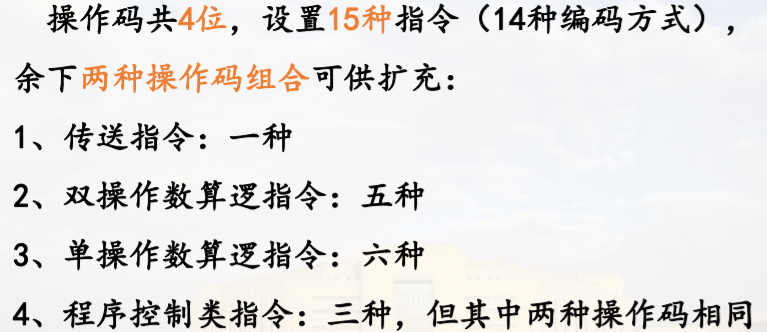 操作码共4位，设置15种指令（14种编码方式），
余下两种操作码组合可供扩充：
1、传送指令：一种
2、双操作数算逻指令：五种
3、单操作数算逻指令：六种
4、程序控制类指令：三种，但其中两种操作码相同